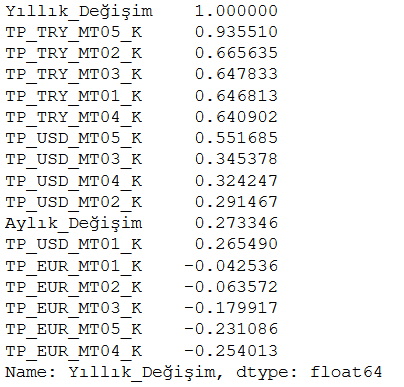 Yıllık_Değişim    1.000000
TP_TRY_MT05_K    0.935510
TP_TRY_MT02_K    0.665635
TP_TRY_MT03_K    0.647833
TP_TRY_MT01_K    0.646813
TP_TRY_MT04_K    0.640902
TP_USD_MT05_K    0.551685
TP_USD_MT03_K    0.345378
TP_USD_MT04_K    0.324247
TP_USD_MT02_K    0.291467
Aylık_Değişim    0.273346
TP_USD_MT01_K    0.265490
TP_EUR_MT01_K   -0.042536
TP_EUR_MT02_K   -0.063572
TP_EUR_MT03_K   -0.179917
TP_EUR_MT05_K   -0.231086
TP_EUR_MT04_K   -0.254013
Name: Yıllık_Değişim, dtype: float64